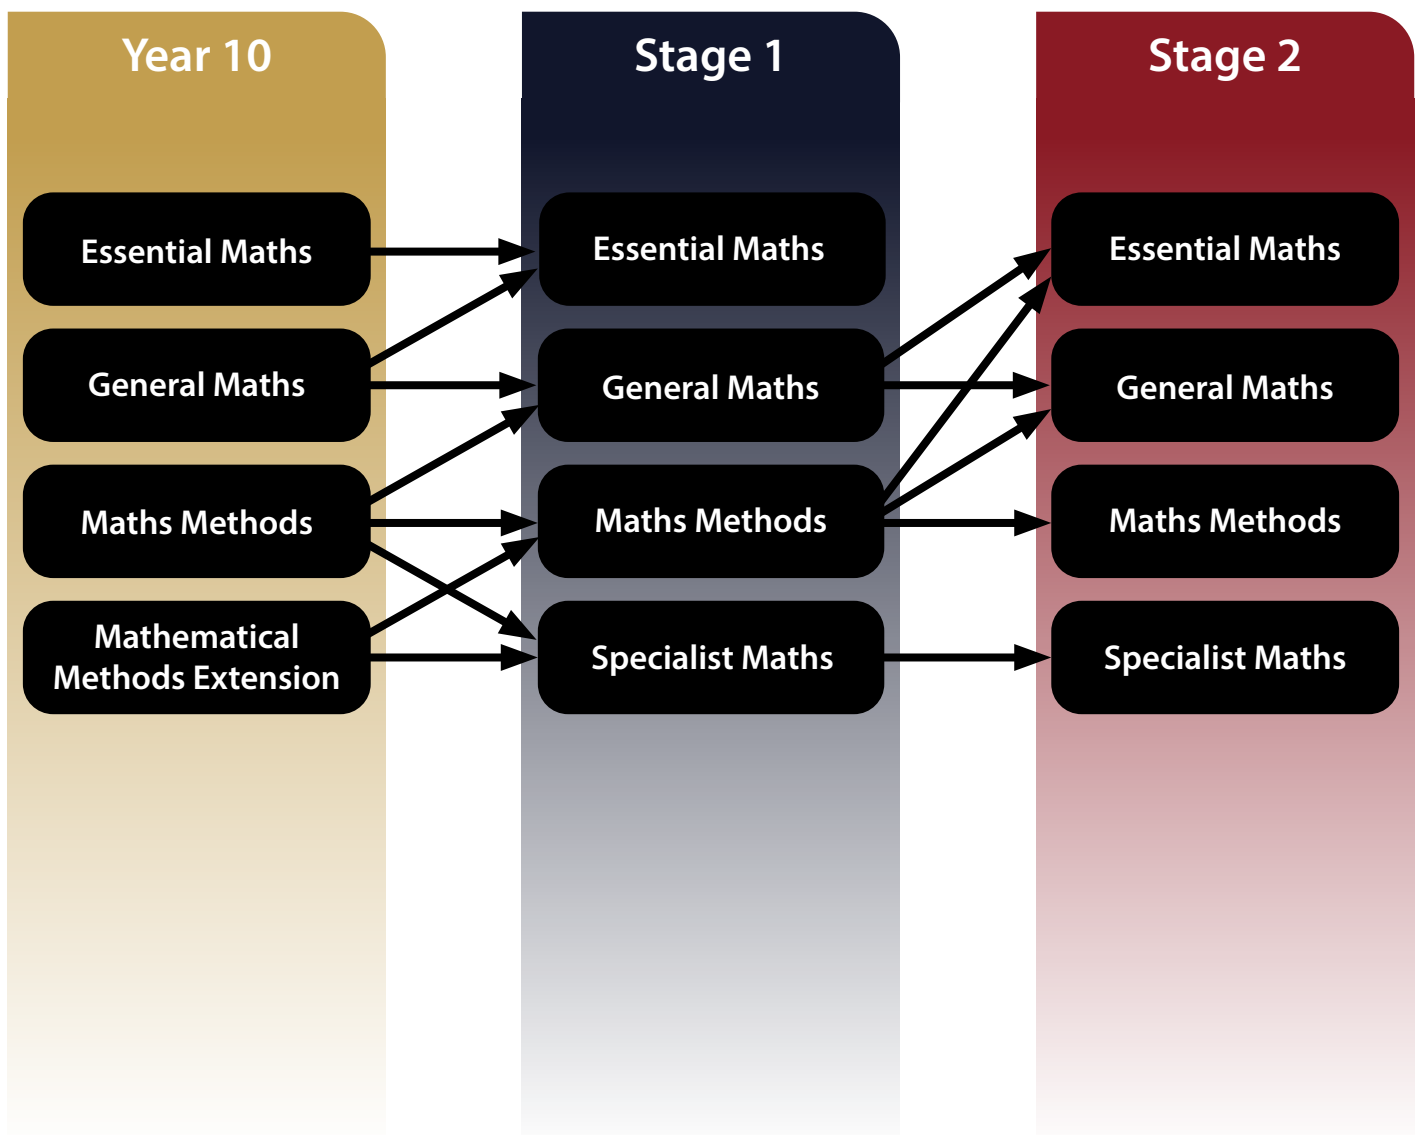 Year 10
Essential Maths
General Maths
Maths Methods
Mathematical
Methods Extension
Stage 1
Essential Maths
General Maths
Maths Methods
Specialist Maths
Stage 2
Essential Maths
General Maths
Maths Methods
Specialist Maths